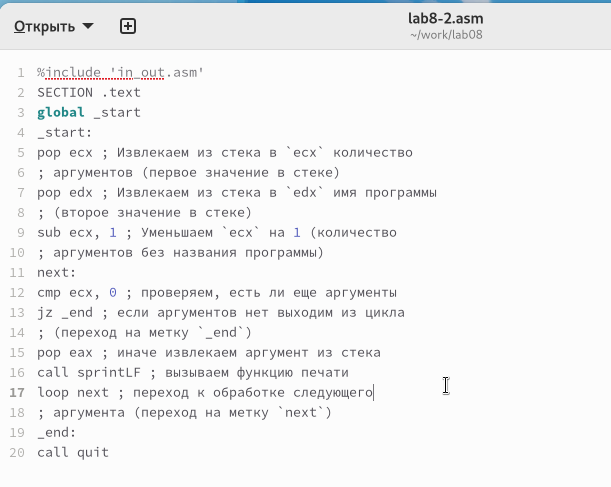 Открыть
lab8-2.asm
~/work/lab08
1 %include 'in_out.asm'
2 SECTION .text
3 global _start
4 _start:
5 pop ecx ; Извлекаем из стека в `ecx` количество
6 ; аргументов (первое значение в стеке)
7 pop edx ; Извлекаем из стека в `edx` имя программы
8 ; (второе значение в стеке)
9 sub ecx, 1 ; Уменьшаем `ecx` на 1 (количество
10 ; аргументов без названия программы)
11 next:
12 cmp ecx, 0 ; проверяем, есть ли еще аргументы
13 jz _end ; если аргументов нет выходим из цикла
14 ; (переход на метку `_end`)
15 pop eax ; иначе извлекаем аргумент из стека
16 call sprintLF ; вызываем функцию печати
17 loop next ; переход к обработке следующего
18 ; аргумента (переход на метку `next`)
19 _end:
20 call quit